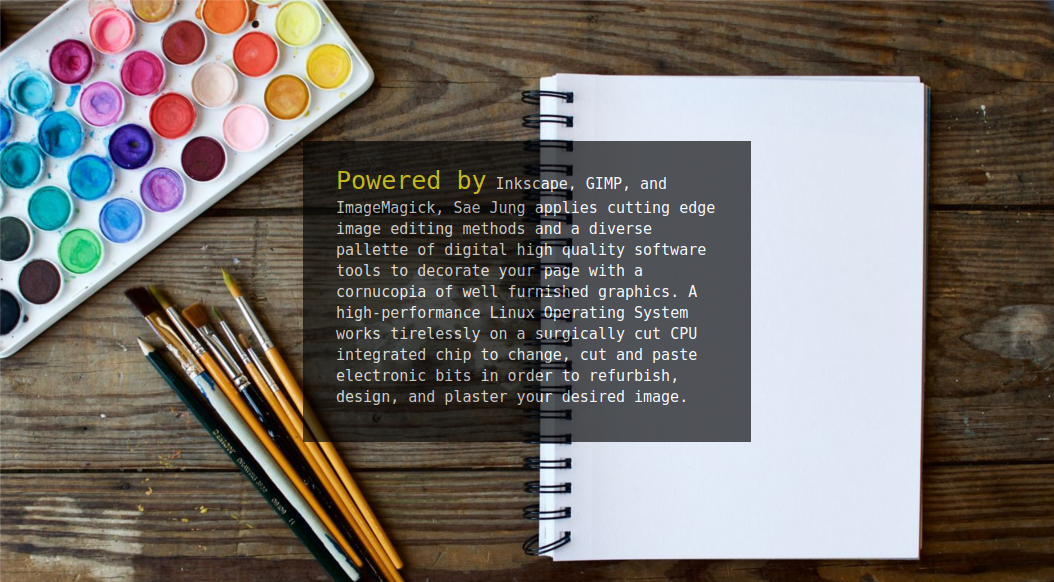 Powered by Inkscape, GIMP, and
ImageMagick, Sae Jung applies cutting edge
image editing methods and a diverse
pallette of digital high quality software
tools to decorate your page with a
cornucopia of well furnished graphics. A
high-performance Linux Operating System
works tirelessly on a surgically cut CPU
integrated chip to change, cut and paste
electronic bits in order to refurbish,
design, and plaster your desired image.